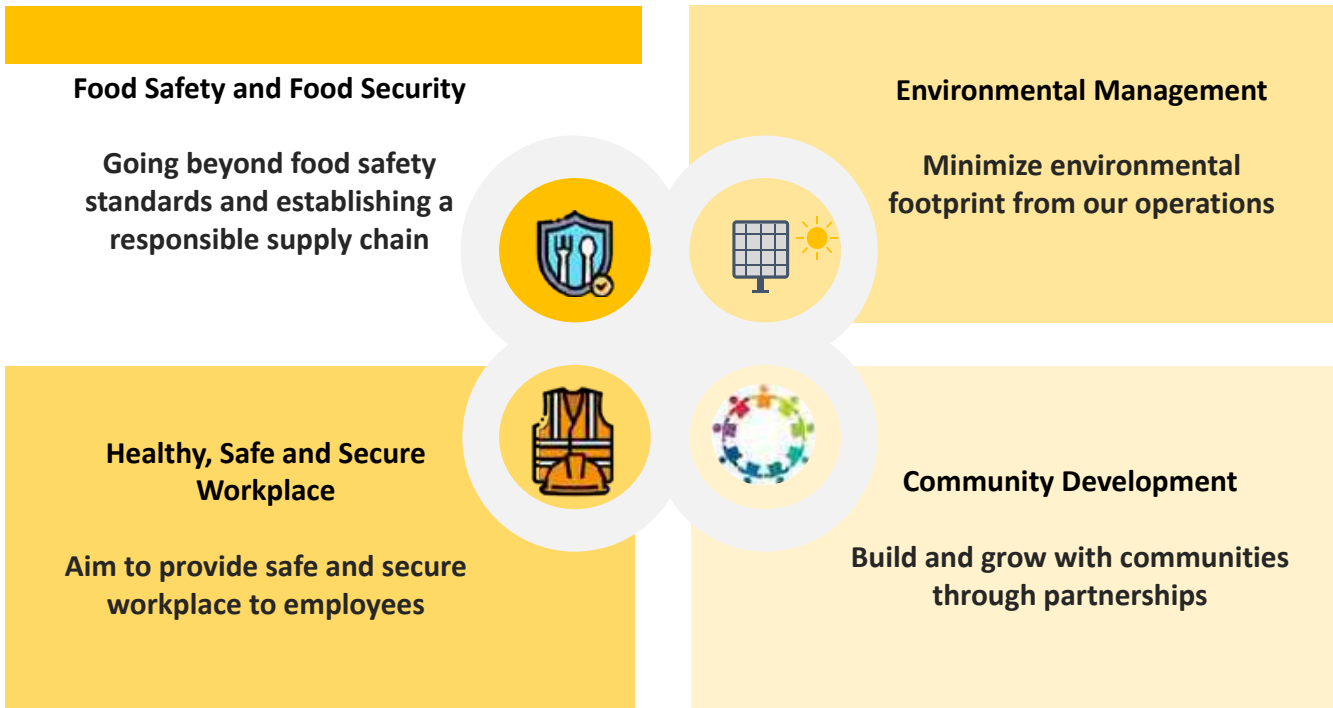 Food Safety and Food Security
Going beyond food safety
standards and establishing a
responsible supply chain
Environmental Management
Minimize environmental
footprint from our operations
Healthy, Safe and Secure
Workplace
Aim to provide safe and secure
workplace to employees
Community Development
Build and grow with communities
through partnerships